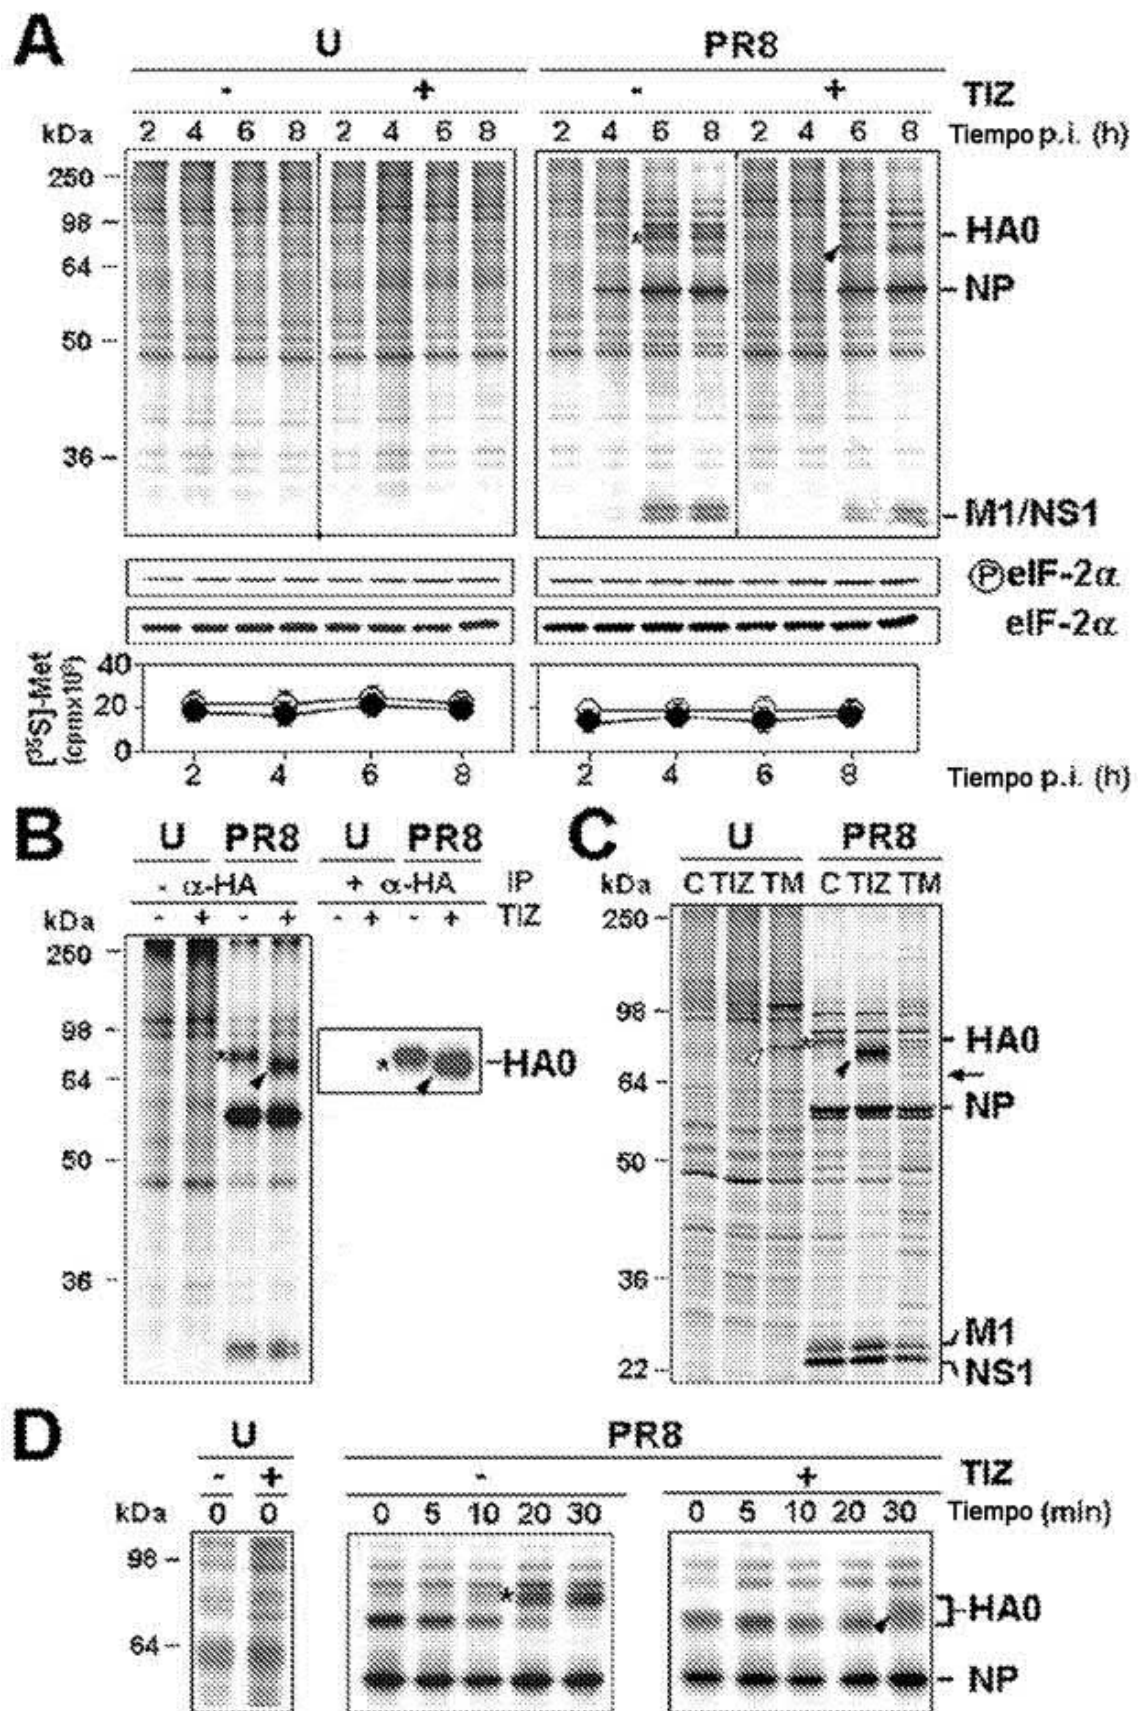 A
U PR8
- + - + TIZ
kDa 2 4 6 8 2 4 6 8 2 4 6 8 2 4 6 8 Tiempo p.i. (h)
250
98
HA0
64
NP
50
36
M1/NS1
Ⓟ eIF-2α
eIF-2α
[³⁵S]-Met
(cpmx10⁶)
40
20
0
2 4 6 8 2 4 6 8 Tiempo p.i. (h)
B
U PR8 U PR8
- α-HA + α-HA IP
kDa - + - + - + - + TIZ
250
98
*
* HA0
64
50
36
C
U PR8
kDa C TIZ TM C TIZ TM
250
98
HA0
64
NP
50
36
M1
22 NS1
D
U PR8
- + - + TIZ
kDa 0 0 0 5 10 20 30 0 5 10 20 30 Tiempo (min)
98
* HA0
64
NP